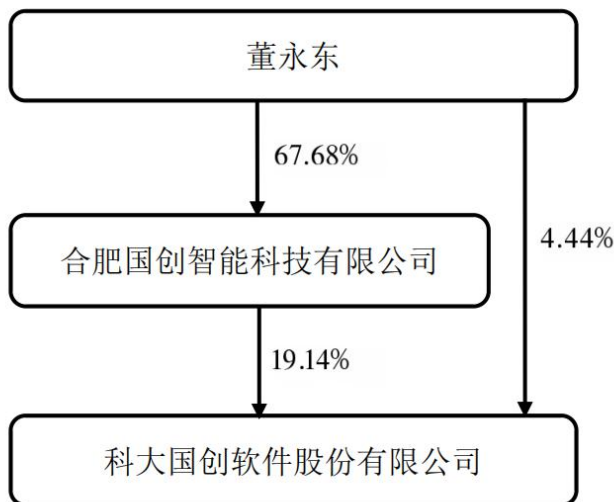 董永东
67.68%
合肥国创智能科技有限公司
4.44%
19.14%
科大国创软件股份有限公司